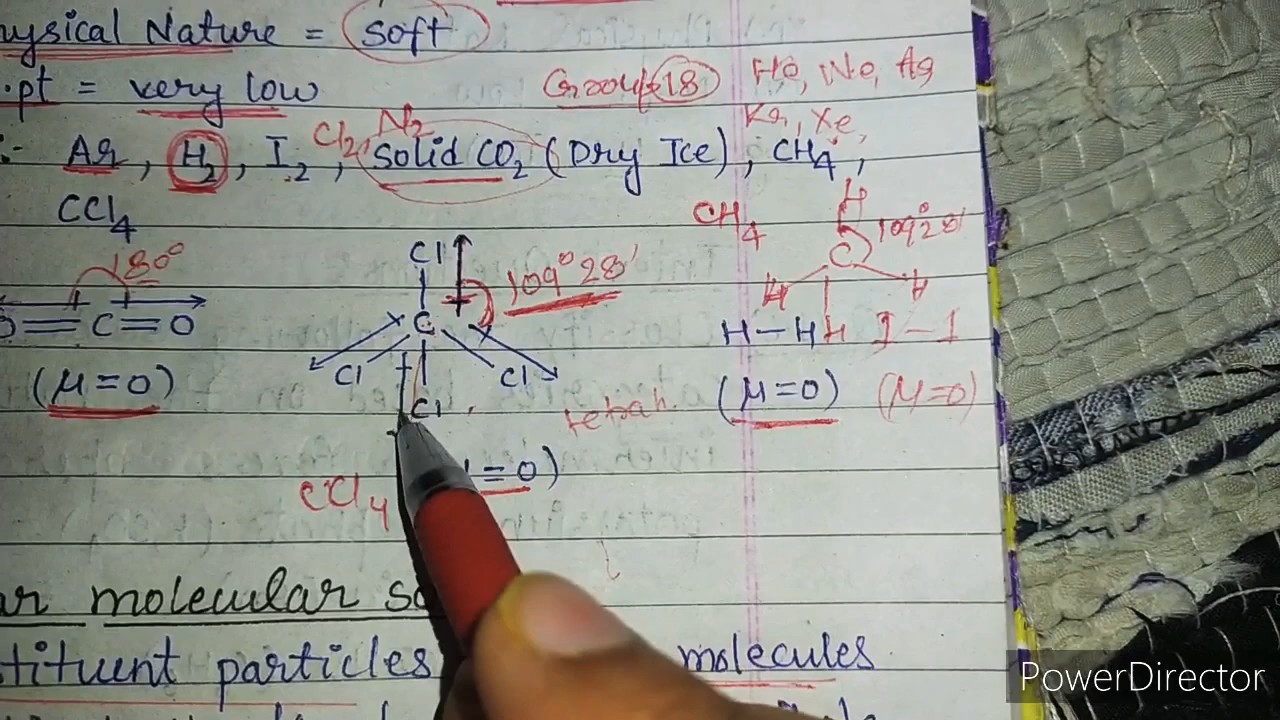 hysical Nature = Soft
.pt = very low Group 18 He, Ne, Ar
Kr, Xe,
Cl2, N2
:- Ar, H2, I2, Solid CO2 (Dry Ice), CH4,
CCl4
CH4
H
109°28'
C
H H
H
180°
O=C=O
Cl
109°28'
C
Cl Cl
Cl
H-H I-I
(μ=0) tetrah. (μ=0) (μ=0)
=0)
CCl4
ar molecular so
tituent particles molecules
PowerDirector